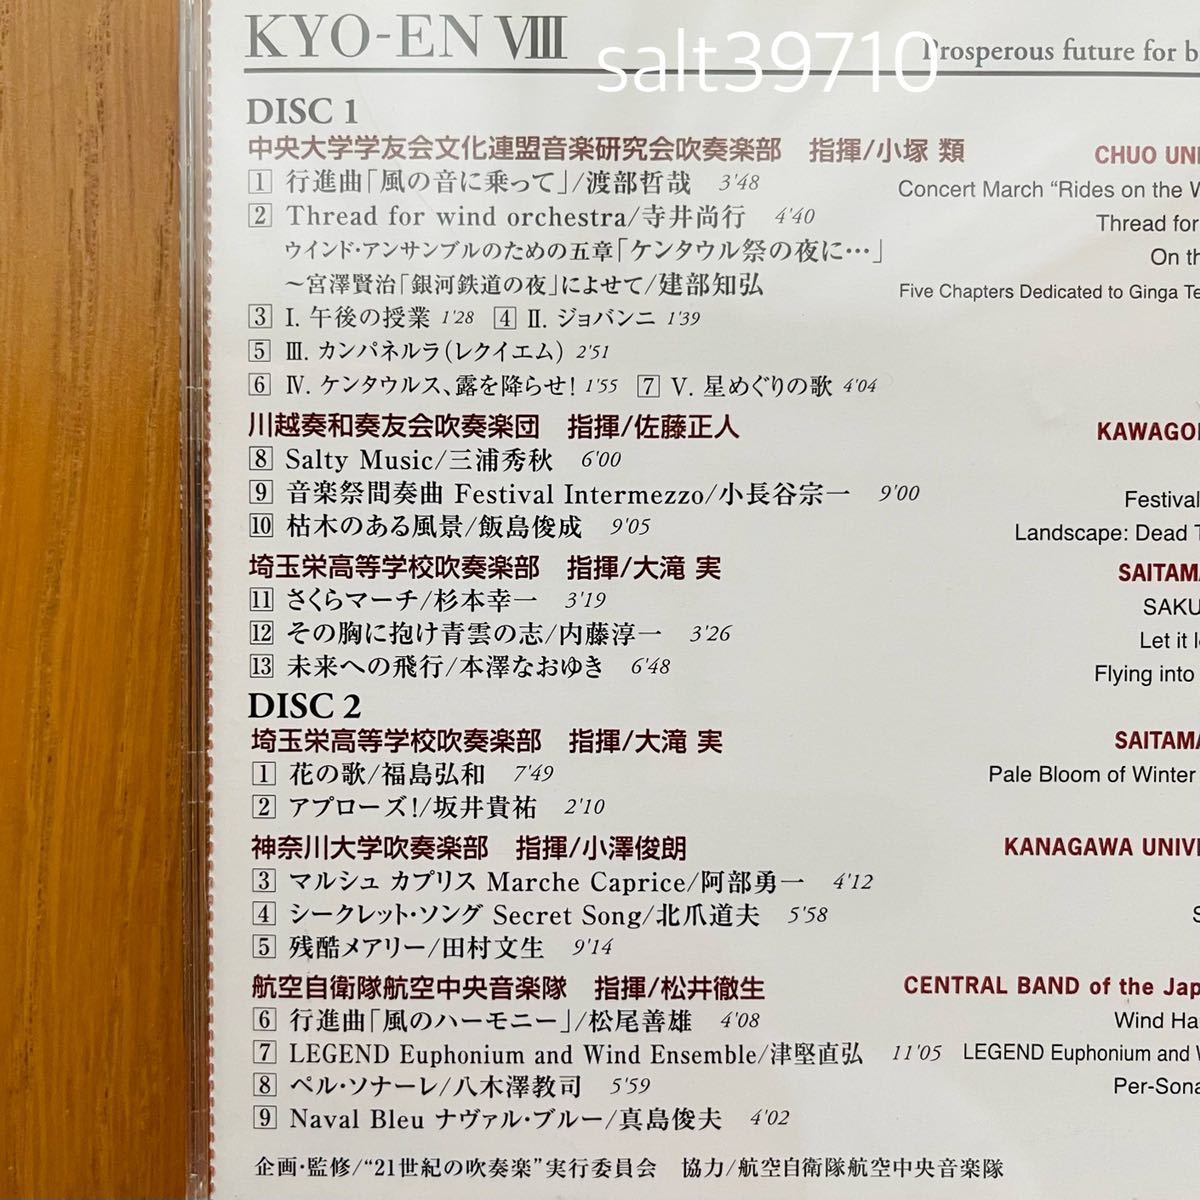 KYO-EN Ⅷ
salt39710
Prosperous future for b
DISC 1
中央大学学友会文化連盟音楽研究会吹奏楽部　指揮/小塚 類
CHUO UNI
1 行進曲「風の音に乗って」/渡部哲哉 3'48
Concert March “Rides on the W
2 Thread for wind orchestra/寺井尚行 4'40
Thread for
ウインド・アンサンブルのための五章「ケンタウル祭の夜に…」
On th
～宮澤賢治「銀河鉄道の夜」によせて/建部知弘
Five Chapters Dedicated to Ginga Te
3 Ⅰ. 午後の授業 1'28 4 Ⅱ. ジョバンニ 1'39
5 Ⅲ. カンパネルラ(レクイエム) 2'51
6 Ⅳ. ケンタウルス、露を降らせ! 1'55 7 Ⅴ. 星めぐりの歌 4'04
川越奏和奏友会吹奏楽団　指揮/佐藤正人
KAWAGOE
8 Salty Music/三浦秀秋 6'00
9 音楽祭間奏曲 Festival Intermezzo/小長谷宗一 9'00
Festival
10 枯木のある風景/飯島俊成 9'05
Landscape: Dead T
埼玉栄高等学校吹奏楽部　指揮/大滝 実
SAITAMA
11 さくらマーチ/杉本幸一 3'19
SAKU
12 その胸に抱け青雲の志/内藤淳一 3'26
Let it l
13 未来への飛行/本澤なおゆき 6'48
Flying into
DISC 2
埼玉栄高等学校吹奏楽部　指揮/大滝 実
SAITAMA
1 花の歌/福島弘和 7'49
Pale Bloom of Winter
2 アプローズ!/坂井貴祐 2'10
神奈川大学吹奏楽部　指揮/小澤俊朗
KANAGAWA UNIVE
3 マルシュ カプリス Marche Caprice/阿部勇一 4'12
4 シークレット・ソング Secret Song/北爪道夫 5'58
S
5 残酷メアリー/田村文生 9'14
航空自衛隊航空中央音楽隊　指揮/松井徹生
CENTRAL BAND of the Jap
6 行進曲「風のハーモニー」/松尾善雄 4'08
Wind Ha
7 LEGEND Euphonium and Wind Ensemble/津堅直弘 11'05
LEGEND Euphonium and W
8 ペル・ソナーレ/八木澤教司 5'59
Per-Sona
9 Naval Bleu ナヴァル・ブルー/真島俊夫 4'02
企画・監修/“21世紀の吹奏楽”実行委員会　協力/航空自衛隊航空中央音楽隊